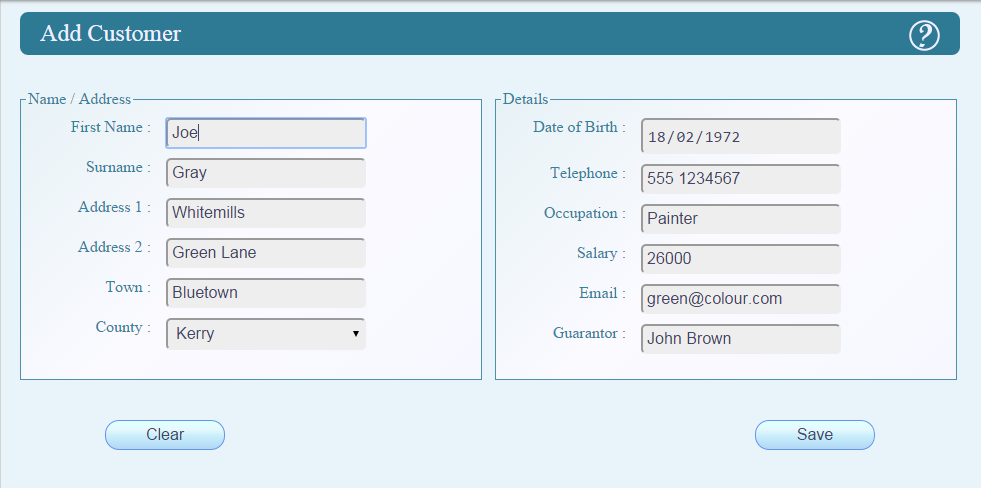 Add Customer
?
Name / Address
First Name : Joe
Surname : Gray
Address 1 : Whitemills
Address 2 : Green Lane
Town : Bluetown
County : Kerry
Details
Date of Birth : 18/02/1972
Telephone : 555 1234567
Occupation : Painter
Salary : 26000
Email : green@colour.com
Guarantor : John Brown
Clear
Save